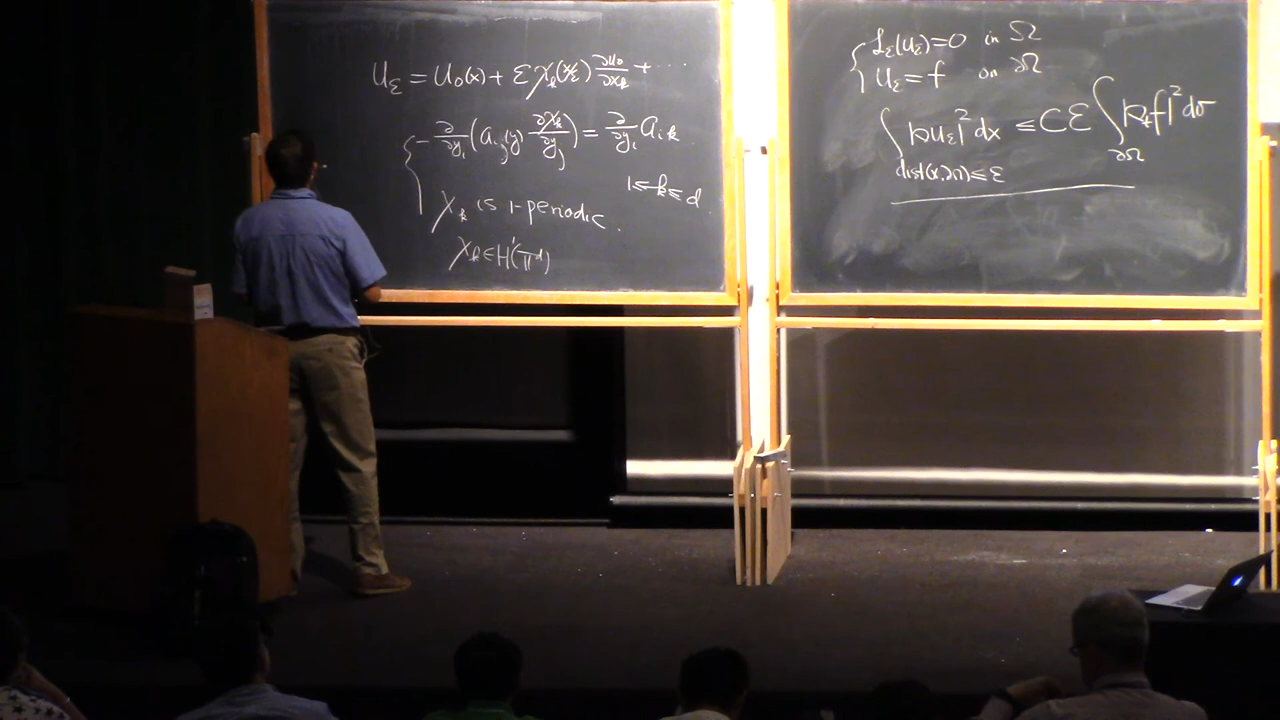 u_ε = u_0(x) + ε χ_k(x/ε) ∂u_0/∂x_k + ⋯
{ - ∂/∂y_i (a_ij(y) ∂χ_k/∂y_j) = ∂/∂y_i a_ik
1 ≤ k ≤ d
χ_k is 1-periodic.
χ_k ∈ H^1(𝕋^d)
{ ℒ_ε(u_ε) = 0 in Ω
u_ε = f on ∂Ω
∫ |∇u_ε|^2 dx ≤ Cε ∫_∂Ω |∇_t f|^2 dσ
dist(x,∂Ω) ≤ ε